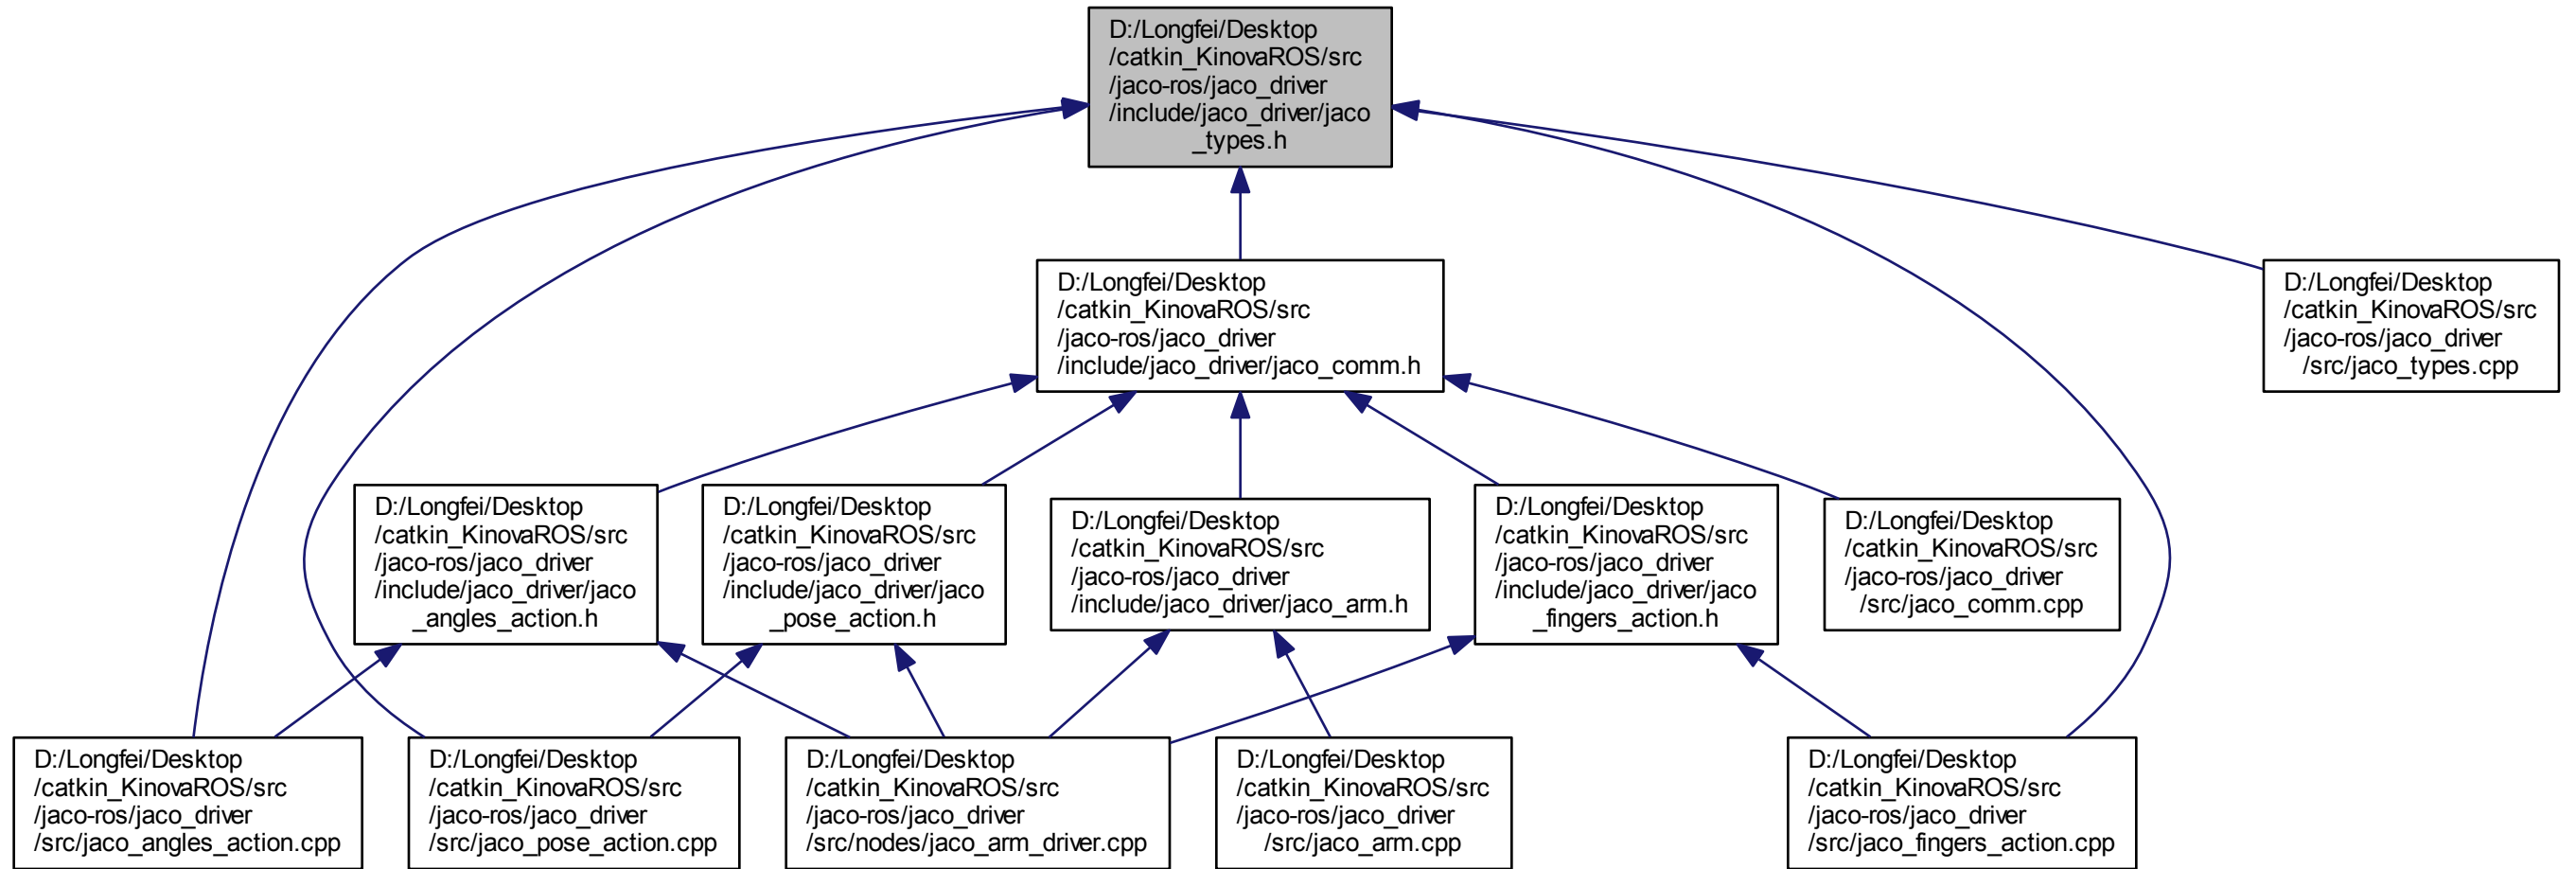 D:/Longfei/Desktop
/catkin_KinovaROS/src
/jaco-ros/jaco_driver
/include/jaco_driver/jaco
_types.h
D:/Longfei/Desktop
/catkin_KinovaROS/src
/jaco-ros/jaco_driver
/include/jaco_driver/jaco_comm.h
D:/Longfei/Desktop
/catkin_KinovaROS/src
/jaco-ros/jaco_driver
/src/jaco_types.cpp
D:/Longfei/Desktop
/catkin_KinovaROS/src
/jaco-ros/jaco_driver
/include/jaco_driver/jaco
_angles_action.h
D:/Longfei/Desktop
/catkin_KinovaROS/src
/jaco-ros/jaco_driver
/include/jaco_driver/jaco
_pose_action.h
D:/Longfei/Desktop
/catkin_KinovaROS/src
/jaco-ros/jaco_driver
/include/jaco_driver/jaco_arm.h
D:/Longfei/Desktop
/catkin_KinovaROS/src
/jaco-ros/jaco_driver
/include/jaco_driver/jaco
_fingers_action.h
D:/Longfei/Desktop
/catkin_KinovaROS/src
/jaco-ros/jaco_driver
/src/jaco_comm.cpp
D:/Longfei/Desktop
/catkin_KinovaROS/src
/jaco-ros/jaco_driver
/src/jaco_angles_action.cpp
D:/Longfei/Desktop
/catkin_KinovaROS/src
/jaco-ros/jaco_driver
/src/jaco_pose_action.cpp
D:/Longfei/Desktop
/catkin_KinovaROS/src
/jaco-ros/jaco_driver
/src/nodes/jaco_arm_driver.cpp
D:/Longfei/Desktop
/catkin_KinovaROS/src
/jaco-ros/jaco_driver
/src/jaco_arm.cpp
D:/Longfei/Desktop
/catkin_KinovaROS/src
/jaco-ros/jaco_driver
/src/jaco_fingers_action.cpp